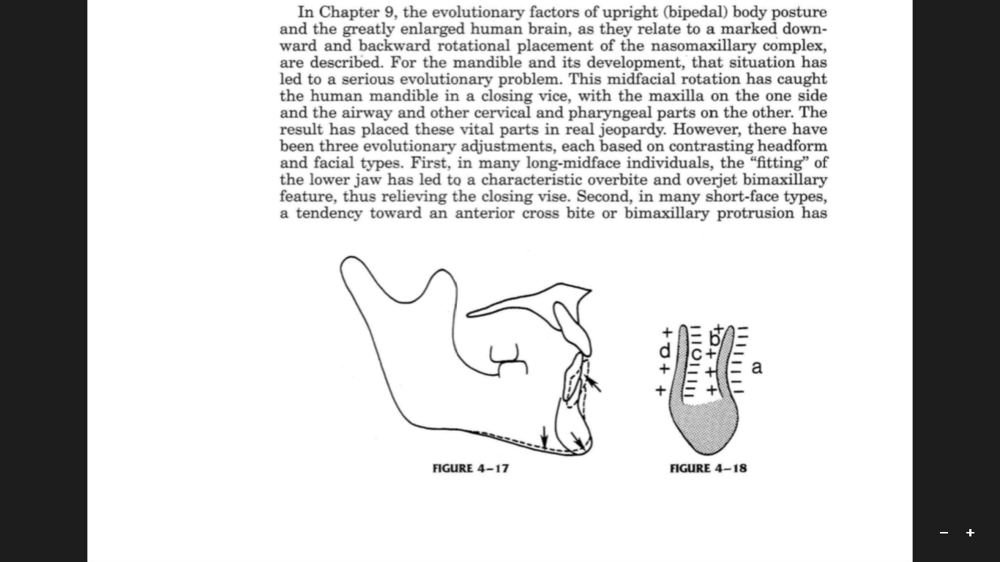 In Chapter 9, the evolutionary factors of upright (bipedal) body posture
and the greatly enlarged human brain, as they relate to a marked down-
ward and backward rotational placement of the nasomaxillary complex,
are described. For the mandible and its development, that situation has
led to a serious evolutionary problem. This midfacial rotation has caught
the human mandible in a closing vice, with the maxilla on the one side
and the airway and other cervical and pharyngeal parts on the other. The
result has placed these vital parts in real jeopardy. However, there have
been three evolutionary adjustments, each based on contrasting headform
and facial types. First, in many long-midface individuals, the “fitting” of
the lower jaw has led to a characteristic overbite and overjet bimaxillary
feature, thus relieving the closing vise. Second, in many short-face types,
a tendency toward an anterior cross bite or bimaxillary protrusion has
d c b a
FIGURE 4–17
FIGURE 4–18